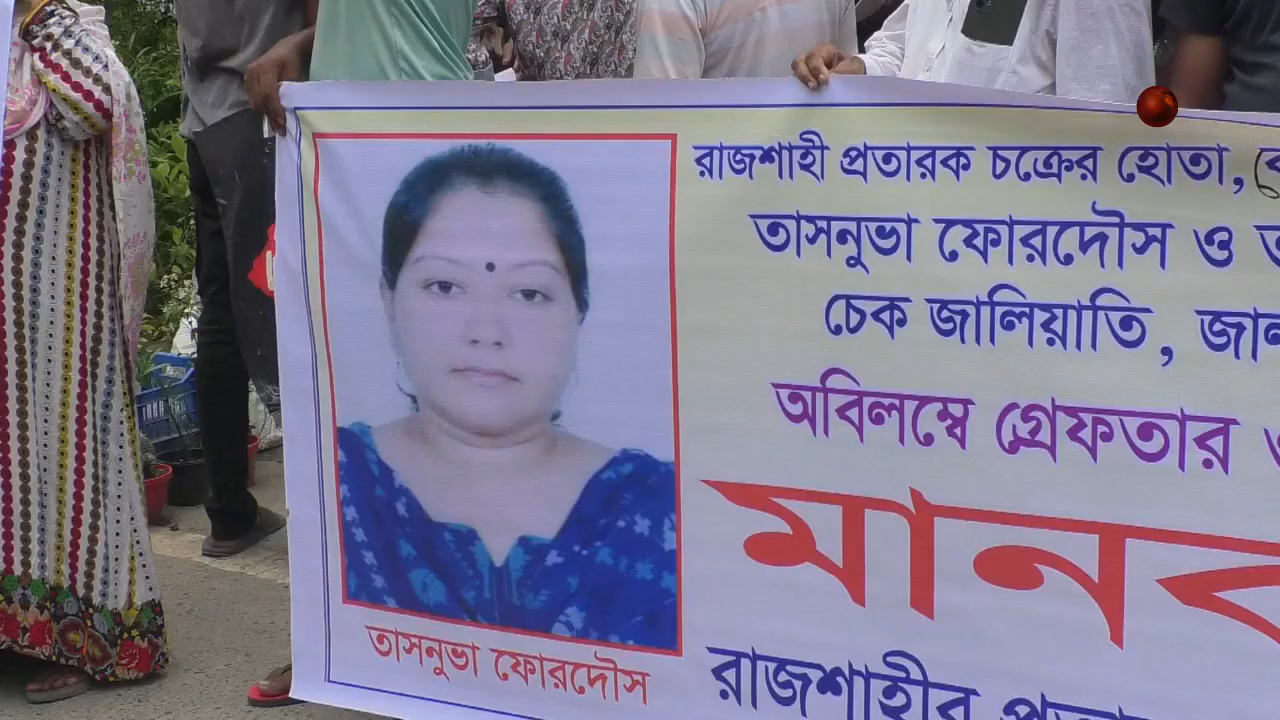 রাজশাহী প্রতারক চক্রের হোতা,
তাসনুভা ফোরদৌস ও
চেক জালিয়াতি,
অবিলম্বে গ্রেফতার
তাসনুভা ফোরদৌস
রাজশাহীর